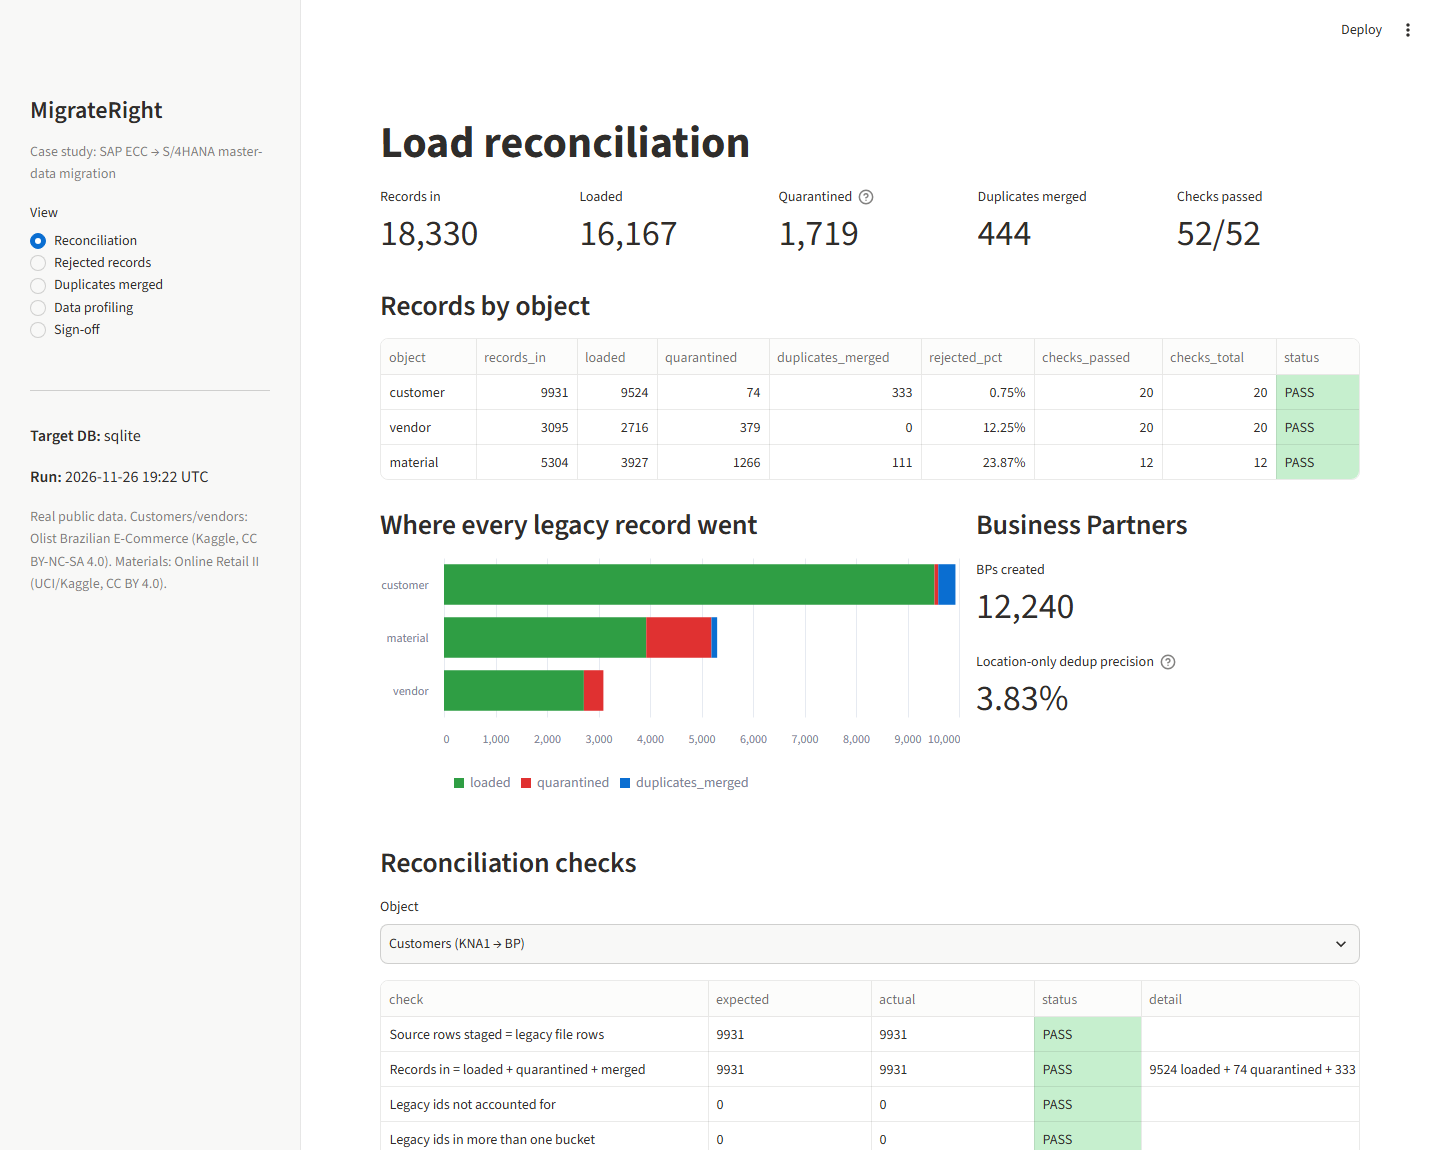 Deploy
MigrateRight
Case study: SAP ECC → S/4HANA master-
data migration
View
Reconciliation
Rejected records
Duplicates merged
Data profiling
Sign-off
Target DB: sqlite
Run: 2026-11-26 19:22 UTC
Real public data. Customers/vendors:
Olist Brazilian E-Commerce (Kaggle, CC
BY-NC-SA 4.0). Materials: Online Retail II
(UCI/Kaggle, CC BY 4.0).
Load reconciliation
Records in Loaded Quarantined Duplicates merged Checks passed
18,330 16,167 1,719 444 52/52
Records by object
object records_in loaded quarantined duplicates_merged rejected_pct checks_passed checks_total status
customer 9931 9524 74 333 0.75% 20 20 PASS
vendor 3095 2716 379 0 12.25% 20 20 PASS
material 5304 3927 1266 111 23.87% 12 12 PASS
Where every legacy record went
customer
material
vendor
0 1,000 2,000 3,000 4,000 5,000 6,000 7,000 8,000 9,000 10,000
loaded quarantined duplicates_merged
Business Partners
BPs created
12,240
Location-only dedup precision
3.83%
Reconciliation checks
Object
Customers (KNA1 → BP)
check expected actual status detail
Source rows staged = legacy file rows 9931 9931 PASS
Records in = loaded + quarantined + merged 9931 9931 PASS 9524 loaded + 74 quarantined + 333
Legacy ids not accounted for 0 0 PASS
Legacy ids in more than one bucket 0 0 PASS